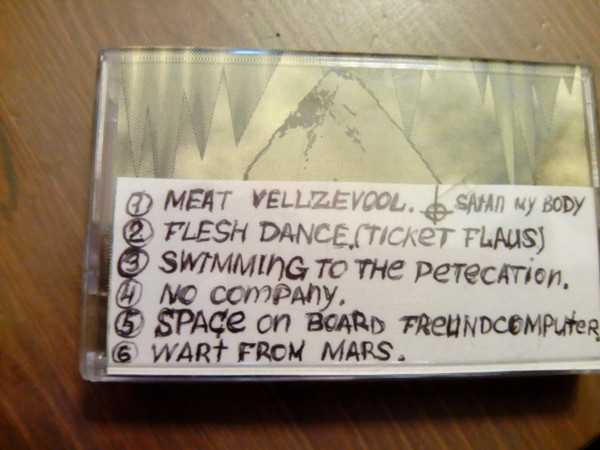 ① MEAT VELLZEVOOL. SATAN MY BODY
② FLESH DANCE.(TICKET FLAUS)
③ SWIMMING TO THE PETECATION.
④ NO COMPANY.
⑤ SPACE ON BOARD FREUNDCOMPUTER
⑥ WART FROM MARS.